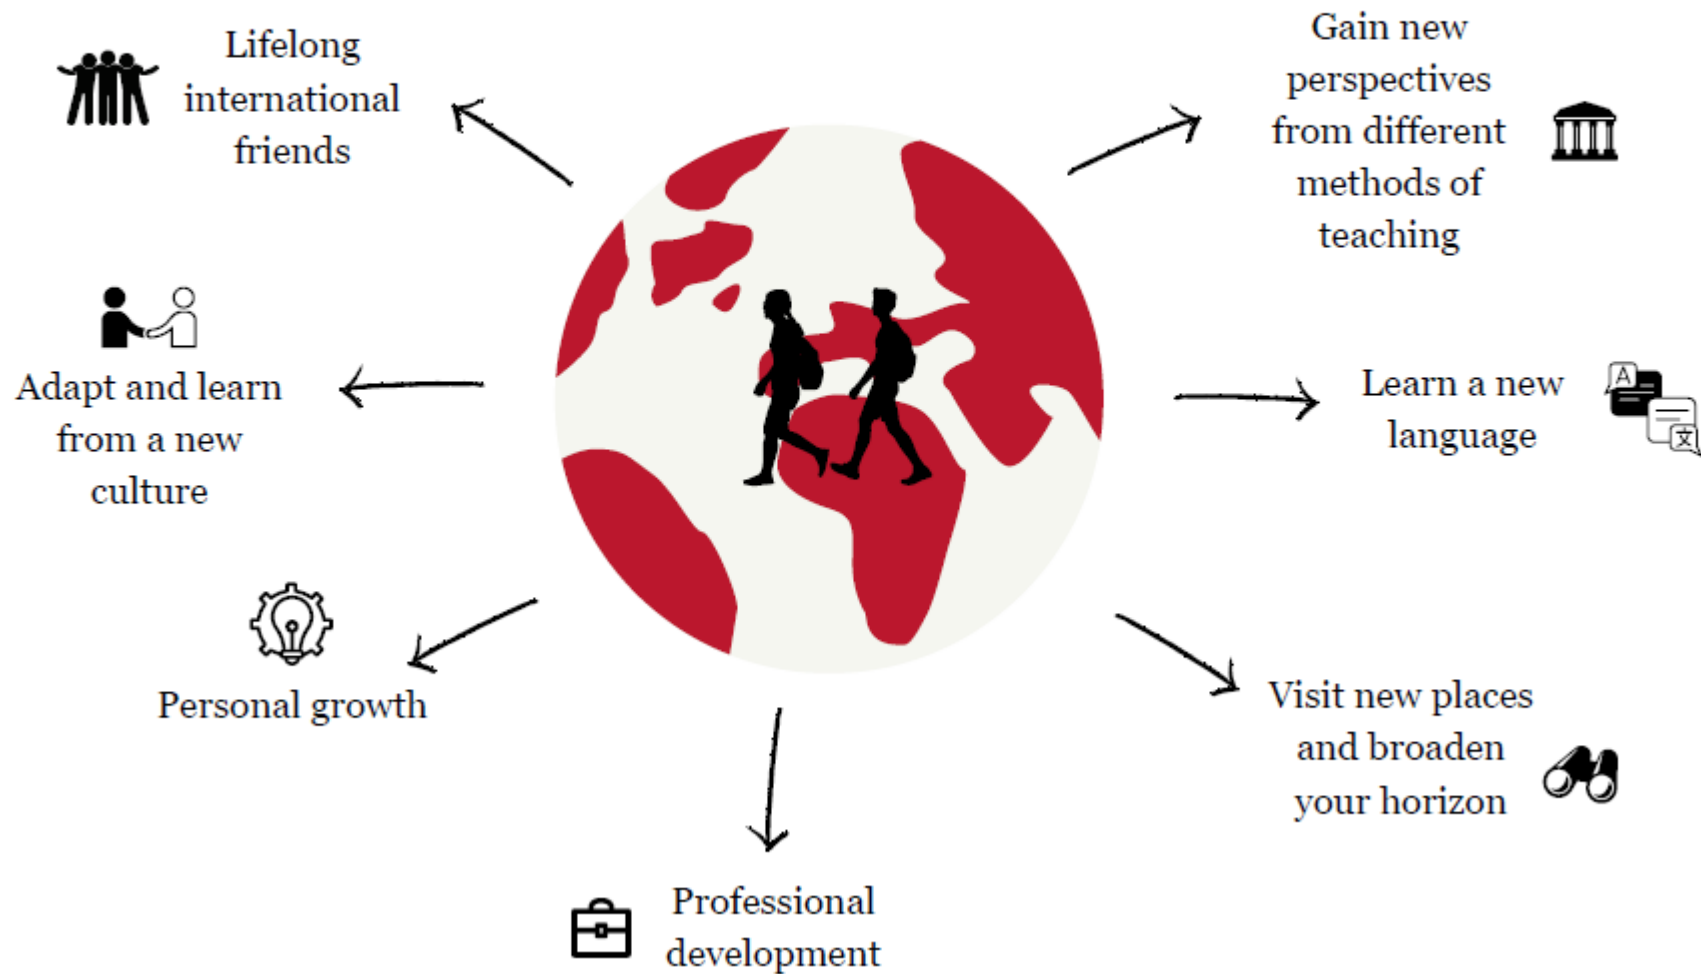 Lifelong
international
friends
Gain new
perspectives
from different
methods of
teaching
Adapt and learn
from a new
culture
Learn a new
language
A
文
Personal growth
Visit new places
and broaden
your horizon
Professional
development